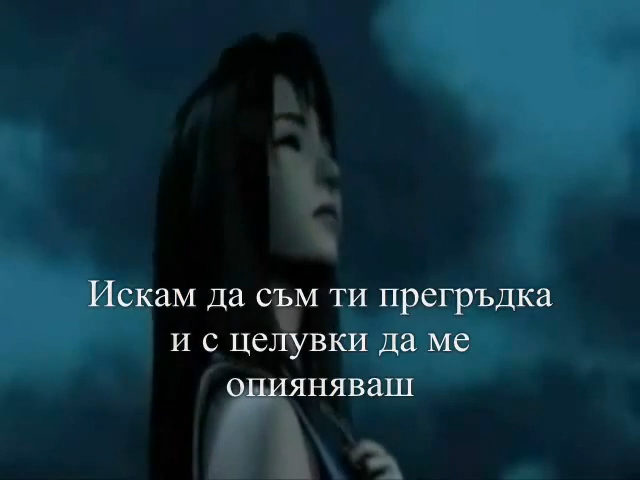 Искам да съм ти прегръдка
и с целувки да ме
опияняваш